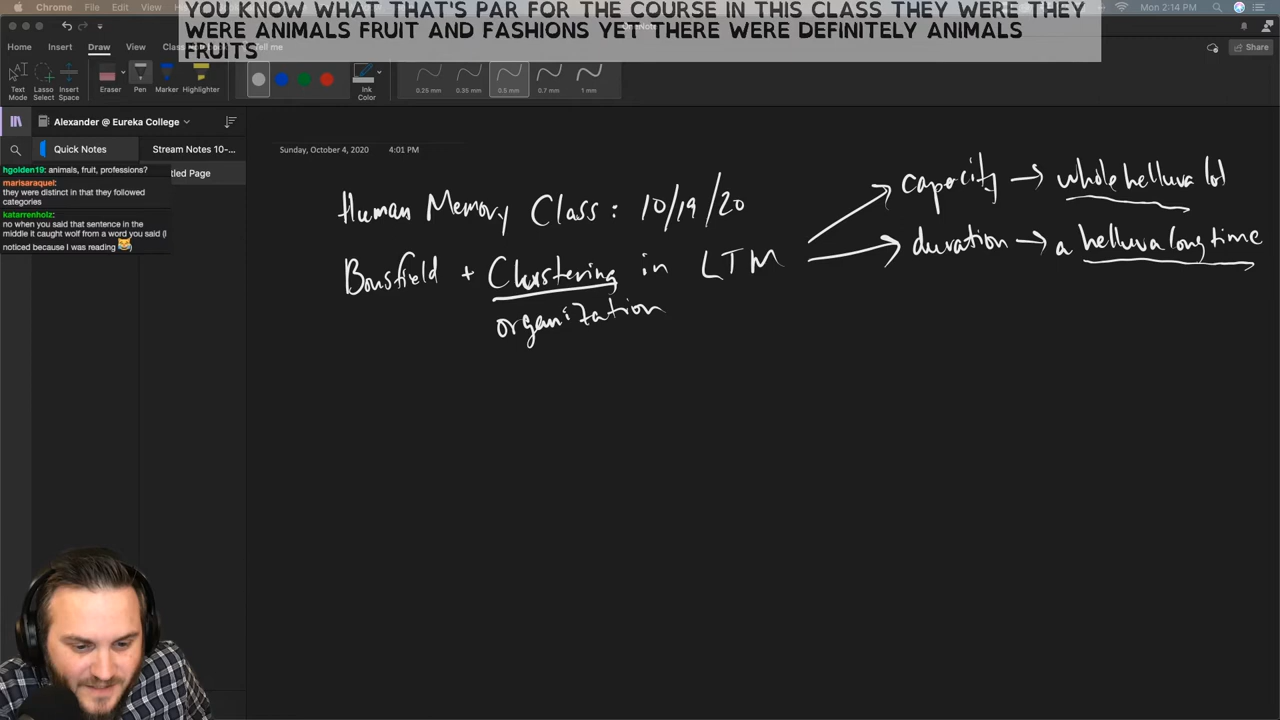 Chrome File Edit View Mon 2:14 PM
YOU KNOW WHAT THAT'S PAR FOR THE COURSE IN THIS CLASS THEY WERE THEY
WERE ANIMALS FRUIT AND FASHIONS YET THERE WERE DEFINITELY ANIMALS
FRUITS
Home Insert Draw View Class Tell me Share
Text Mode Lasso Select Insert Space Eraser Pen Marker Highlighter Ink Color
0.25 mm 0.35 mm 0.5 mm 0.7 mm 1 mm
Alexander @ Eureka College
Quick Notes Stream Notes 10-...
hgolden19: animals, fruit, professions?
marisaraquel:
they were distinct in that they followed
categories
katarrenholz:
no when you said that sentence in the
middle it caught wolf from a word you said (I
noticed because I was reading )
Sunday, October 4, 2020 4:01 PM
Human Memory Class: 10/19/20
Bousfield + Clustering in LTM
organization
capacity → whole helluva lot
duration → a helluva long time